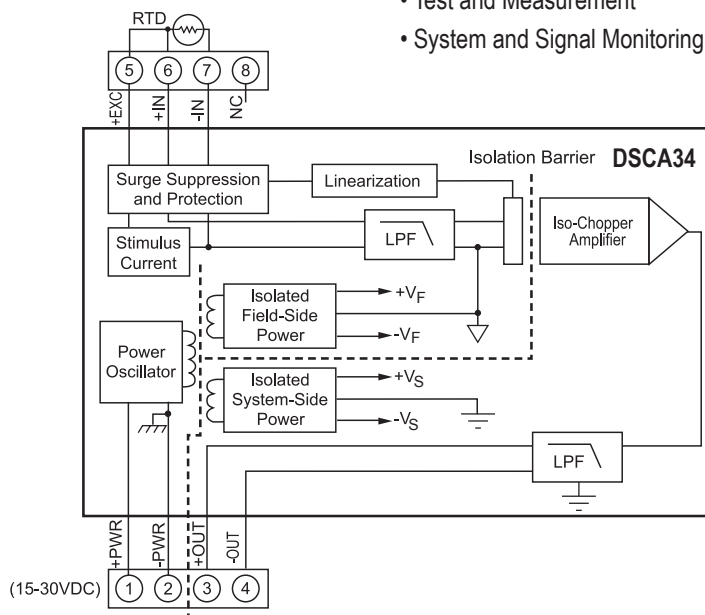 • Test and Measurement
• System and Signal Monitoring
RTD
5 6 7 8
+EXC
+IN
-IN
NC
Isolation Barrier DSCA34
Surge Suppression
and Protection
Linearization
Iso-Chopper
Amplifier
LPF
Stimulus
Current
Isolated
Field-Side
Power
+VF
-VF
Power
Oscillator
Isolated
System-Side
Power
+VS
-VS
LPF
+PWR
-PWR
+OUT
-OUT
(15-30VDC) 1 2 3 4